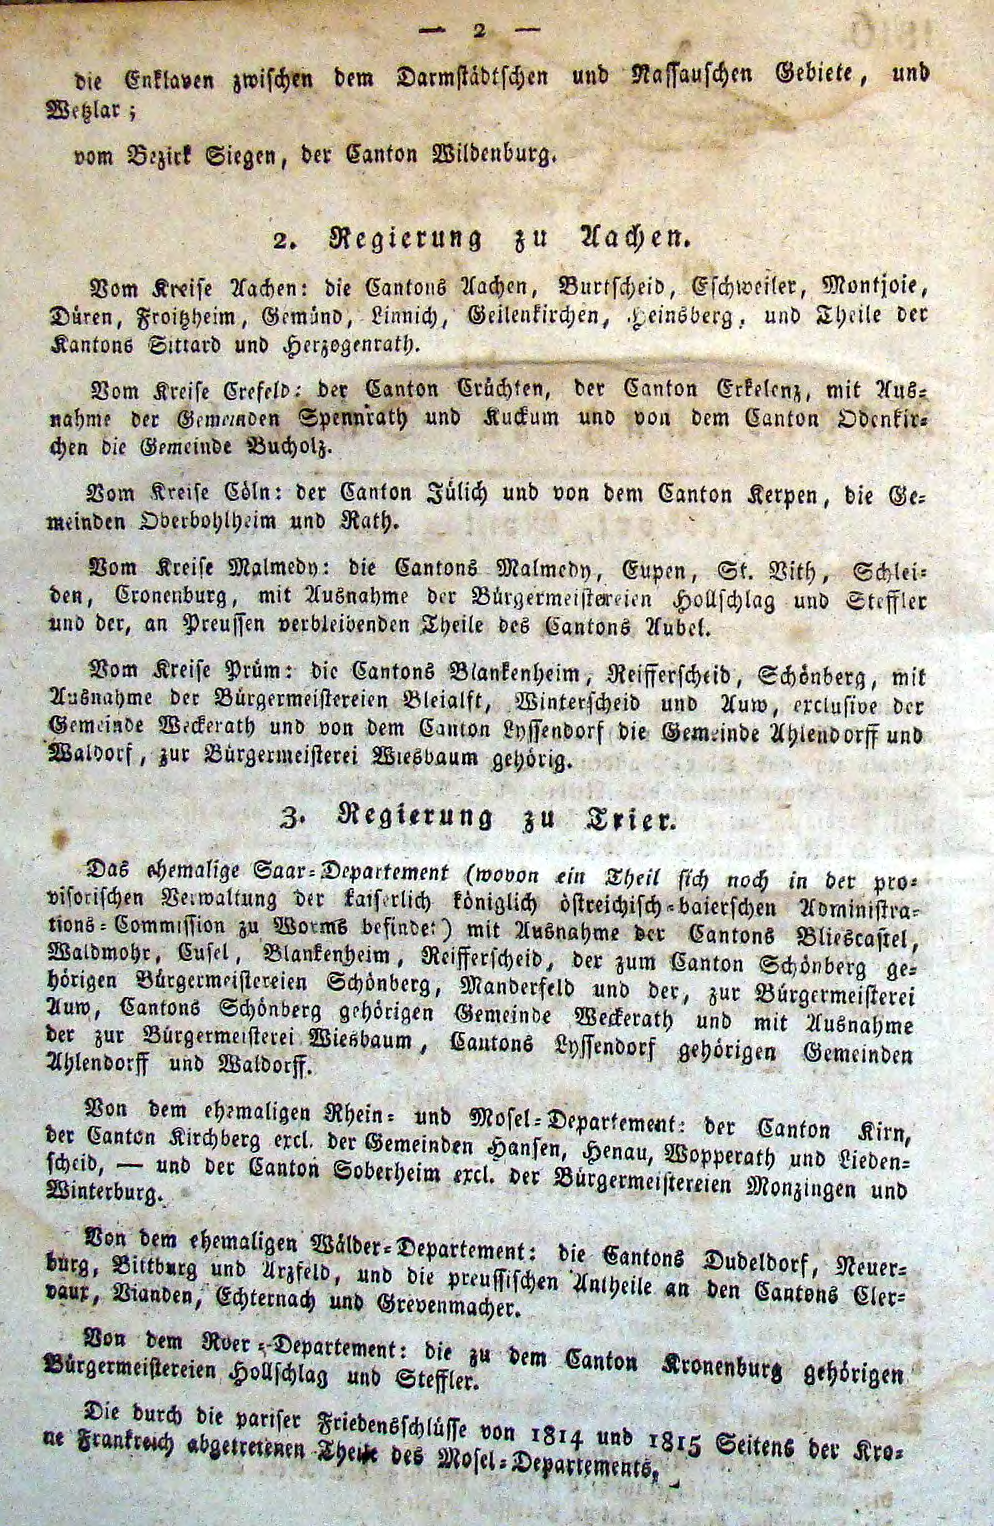 — 2 —
die Enklaven zwischen dem Darmstädtschen und Nassauschen Gebiete, und
Wetzlar;
vom Bezirk Siegen, der Canton Wildenburg.
2. Regierung zu Aachen.
Vom Kreise Aachen: die Cantons Aachen, Burtscheid, Eschweiler, Montjoie,
Düren, Froitzheim, Gemünd, Linnich, Geilenkirchen, Heinsberg, und Theile der
Kantons Sittard und Herzogenrath.
Vom Kreise Crefeld: der Canton Crüchten, der Canton Erkelenz, mit Aus-
nahme der Gemeinden Spennrath und Kuckum und von dem Canton Odenkir-
chen die Gemeinde Bucholz.
Vom Kreise Cöln: der Canton Jülich und von dem Canton Kerpen, die Ge-
meinden Oberbohlheim und Rath.
Vom Kreise Malmedy: die Cantons Malmedy, Eupen, St. Vith, Schlei-
den, Cronenburg, mit Ausnahme der Bürgermeistereien Hollschlag und Steffler
und der, an Preussen verbleibenden Theile des Cantons Aubel.
Vom Kreise Prüm: die Cantons Blankenheim, Reifferscheid, Schönberg, mit
Ausnahme der Bürgermeistereien Bleialft, Winterscheid und Auw, exclusive der
Gemeinde Weckerath und von dem Canton Lyssendorf die Gemeinde Ahlendorff und
Waldorf, zur Bürgermeisterei Wiesbaum gehörig.
3. Regierung zu Trier.
Das ehemalige Saar-Departement (wovon ein Theil sich noch in der pro-
visorischen Verwaltung der kaiserlich königlich östreichisch-baierschen Administra-
tions-Commission zu Worms befindet) mit Ausnahme der Cantons Bliescastel,
Waldmohr, Cusel, Blankenheim, Reifferscheid, der zum Canton Schönberg ge-
hörigen Bürgermeistereien Schönberg, Manderfeld und der, zur Bürgermeisterei
Auw, Cantons Schönberg gehörigen Gemeinde Weckerath und mit Ausnahme
der zur Bürgermeisterei Wiesbaum, Cantons Lyssendorf gehörigen Gemeinden
Ahlendorff und Waldorff.
Von dem ehemaligen Rhein- und Mosel-Departement: der Canton Kirn,
der Canton Kirchberg excl. der Gemeinden Hansen, Henau, Wopperath und Lieden-
scheid, — und der Canton Soberheim excl. der Bürgermeistereien Monzingen und
Winterburg.
Von dem ehemaligen Wälder-Departement: die Cantons Dudeldorf, Neuer-
burg, Bittburg und Arzfeld, und die preussischen Antheile an den Cantons Cler-
vaux, Vianden, Echternach und Grevenmacher.
Von dem Roer-Departement: die zu dem Canton Kronenburg gehörigen
Bürgermeistereien Hollschlag und Steffler.
Die durch die pariser Friedensschlüsse von 1814 und 1815 Seitens der Kro-
ne Frankreich abgetretenen Theile des Mosel-Departements.